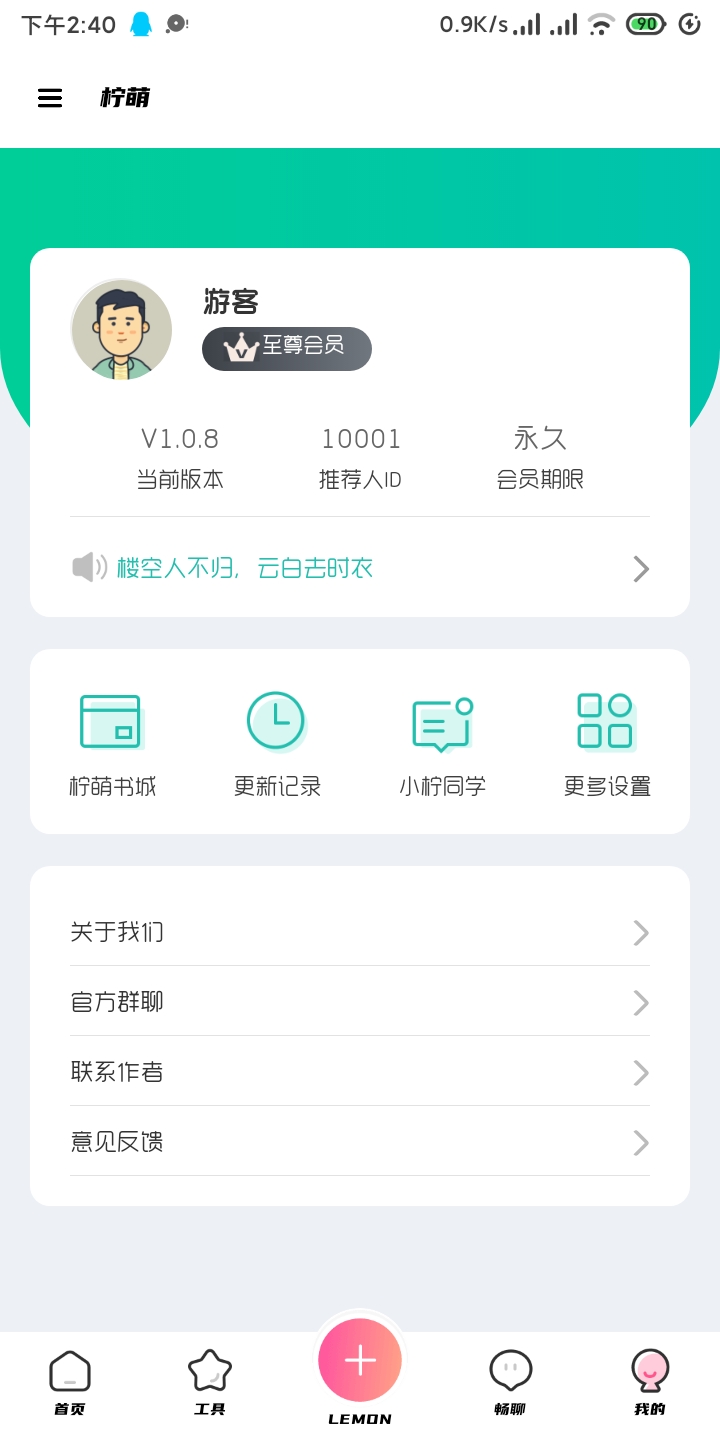 下午2:40 0.9K/s 90
柠萌
游客
至尊会员
V1.0.8 10001 永久
当前版本 推荐人ID 会员期限
楼空人不归，云白去时衣
柠萌书城 更新记录 小柠同学 更多设置
关于我们
官方群聊
联系作者
意见反馈
首页 工具 LEMON 畅聊 我的